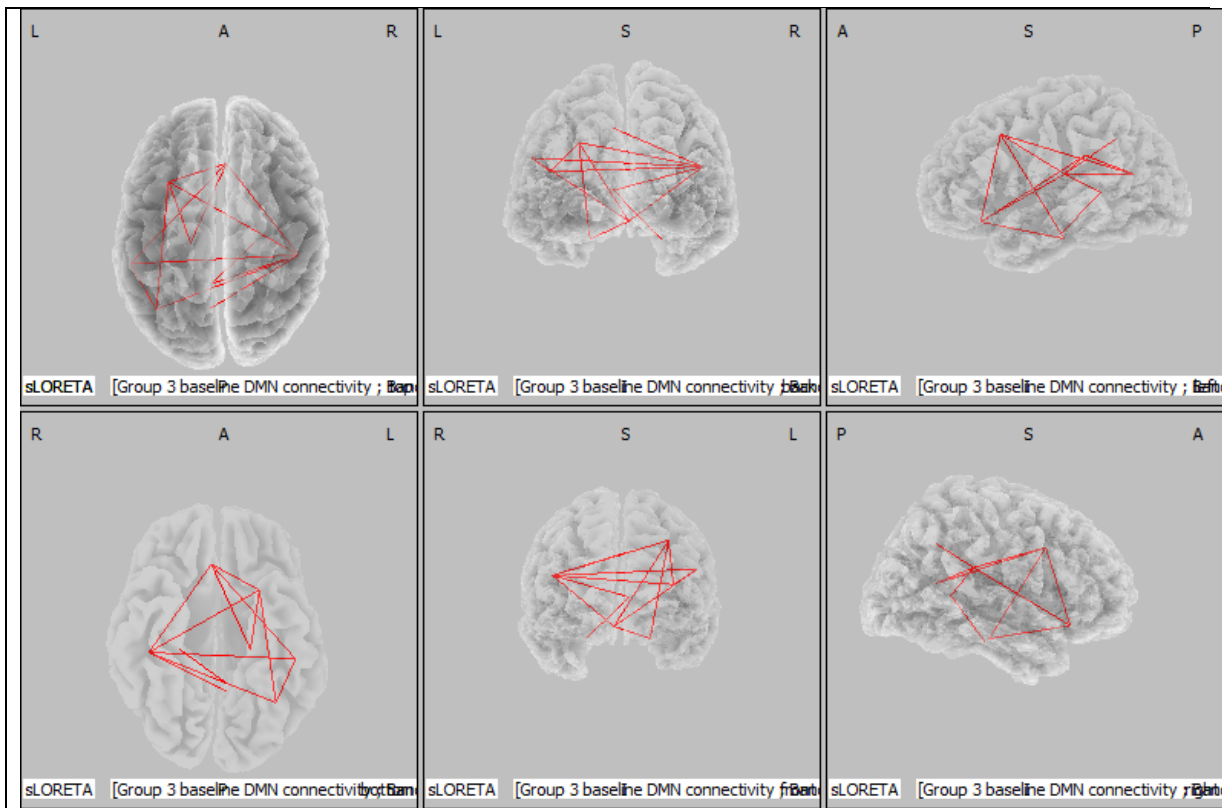 L A R
L S R
A S P
sLORETA [Group 3 baseline DMN connectivity ;
sLORETA [Group 3 baseline DMN connectivity ;
sLORETA [Group 3 baseline DMN connectivity ;
R A L
R S L
P S A
sLORETA [Group 3 baseline DMN connectivity ;
sLORETA [Group 3 baseline DMN connectivity ;
sLORETA [Group 3 baseline DMN connectivity ;